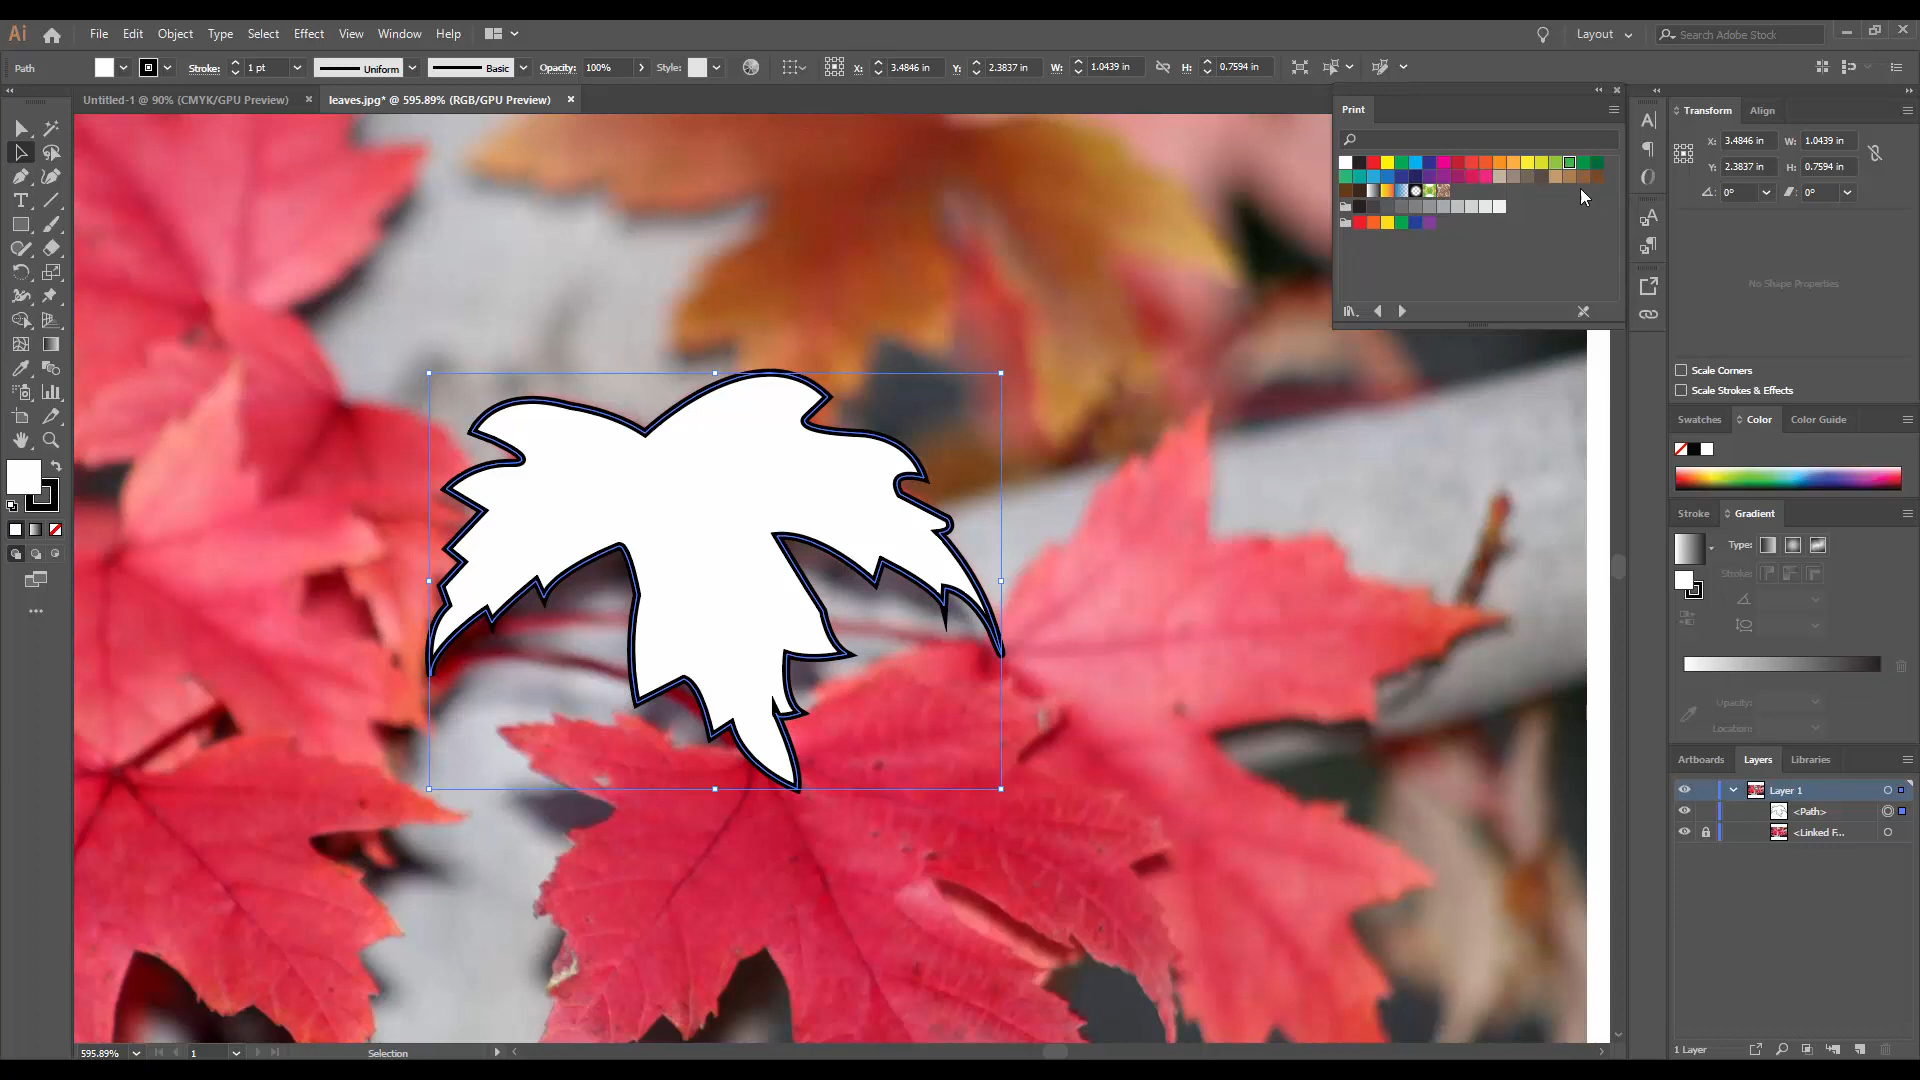 Ai File Edit Object Type Select Effect View Window Help Layout Search Adobe Stock
Path Stroke: 1 pt Uniform Basic Opacity: 100% Style: X: 3.4846 in Y: 2.3837 in W: 1.0439 in H: 0.7594 in
Untitled-1 @ 90% (CMYK/GPU Preview) × leaves.jpg* @ 595.89% (RGB/GPU Preview) ×
Print
Transform Align
X: 3.4846 in W: 1.0439 in
Y: 2.3837 in H: 0.7594 in
0° 0°
No Shape Properties
Scale Corners
Scale Strokes & Effects
Swatches Color Color Guide
Stroke Gradient
Type:
Stroke:
Opacity:
Location:
Artboards Layers Libraries
Layer 1
<Path>
<Linked F...
595.89% 1 Selection
1 Layer